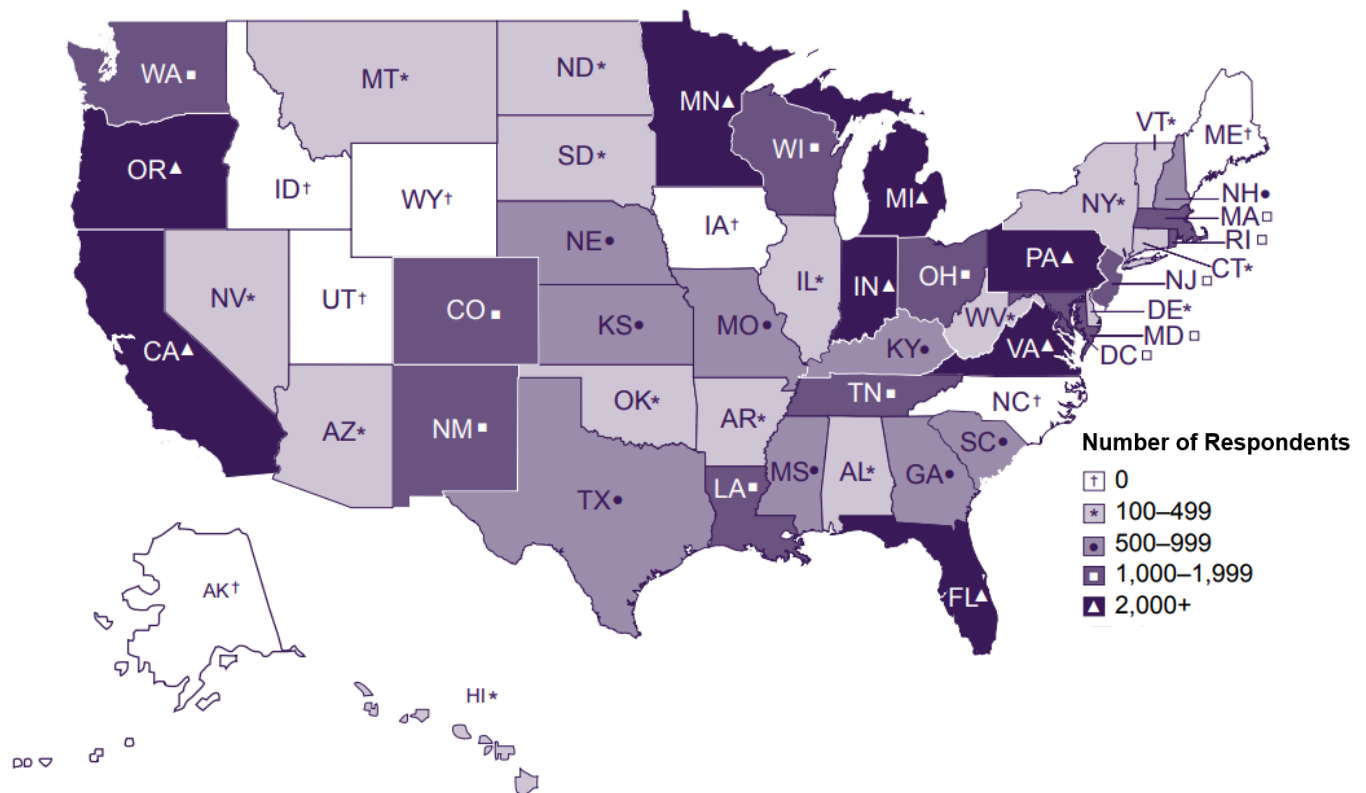 WA■
MT*
ND*
MN▲
VT*
ME†
OR▲
ID†
WY†
SD*
WI■
MI▲
NY*
NH●
MA□
RI□
CT*
NJ□
DE*
MD□
DC□
NV*
UT†
CO■
NE●
IA†
IL*
IN▲
OH■
PA▲
WV*
VA▲
CA▲
KS●
MO●
KY●
AZ*
NM■
OK*
AR*
TN■
NC†
SC●
TX●
LA■
MS●
AL*
GA●
FL▲
AK†
HI*
Number of Respondents
† 0
* 100–499
● 500–999
■ 1,000–1,999
▲ 2,000+